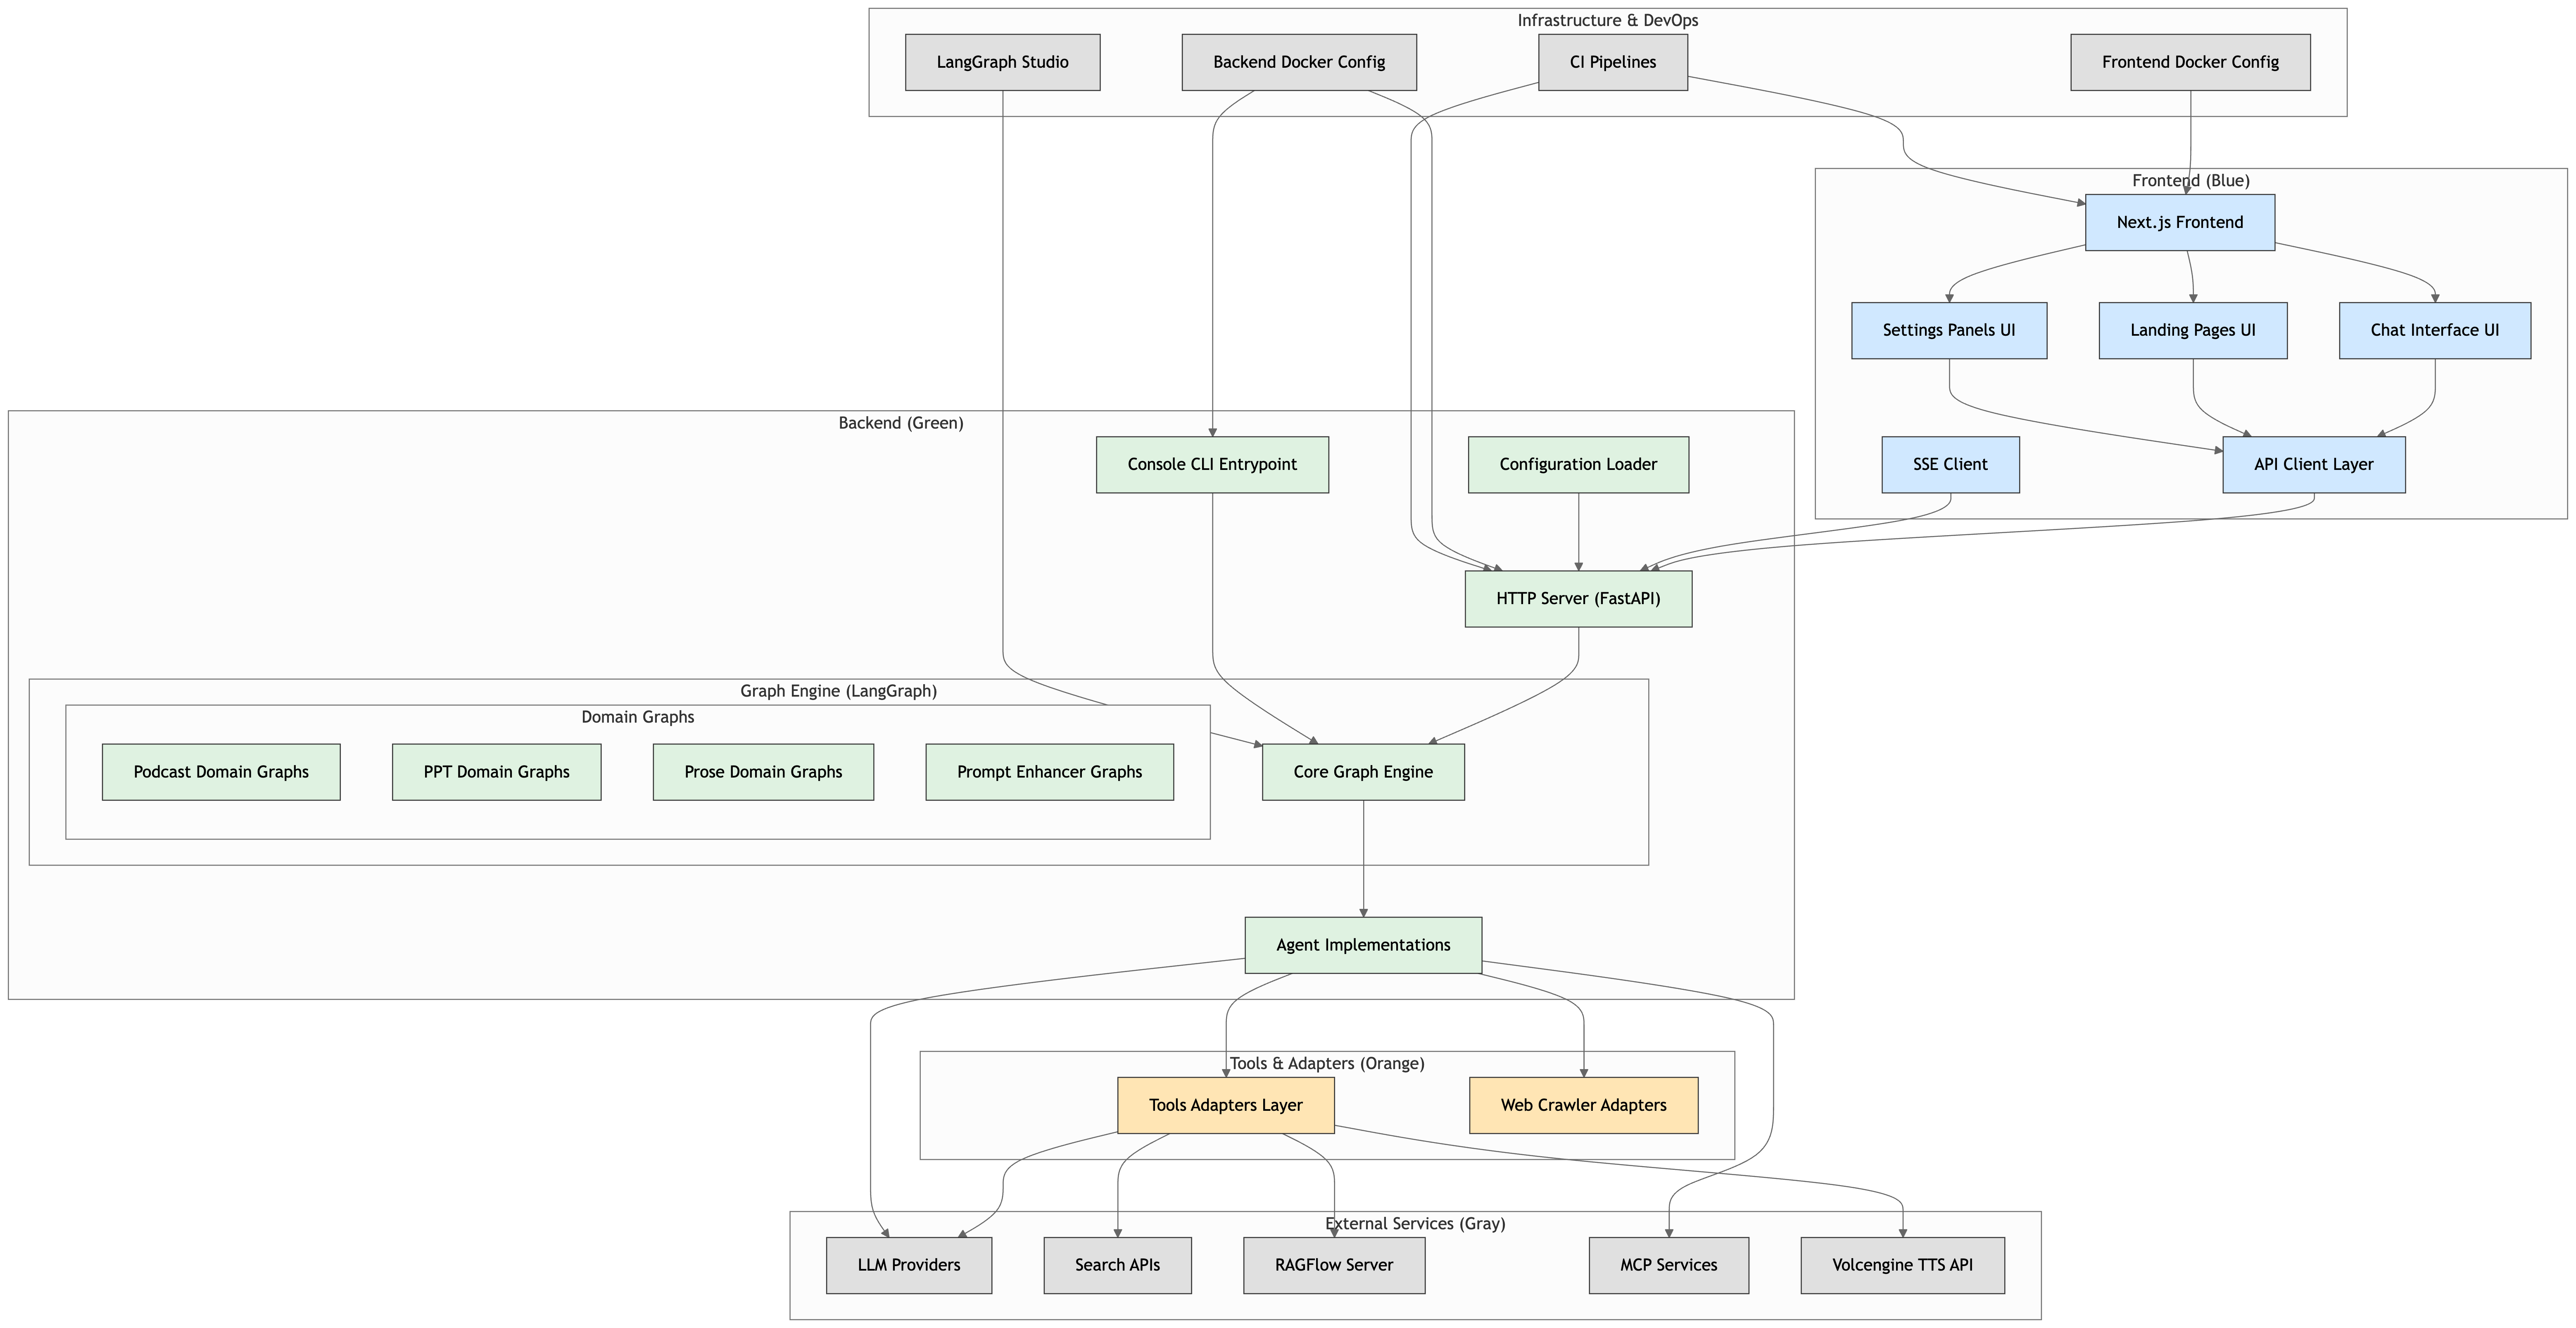 Infrastructure & DevOps
LangGraph Studio
Backend Docker Config
CI Pipelines
Frontend Docker Config
Frontend (Blue)
Next.js Frontend
Settings Panels UI
Landing Pages UI
Chat Interface UI
SSE Client
API Client Layer
Backend (Green)
Console CLI Entrypoint
Configuration Loader
HTTP Server (FastAPI)
Graph Engine (LangGraph)
Domain Graphs
Podcast Domain Graphs
PPT Domain Graphs
Prose Domain Graphs
Prompt Enhancer Graphs
Core Graph Engine
Agent Implementations
Tools & Adapters (Orange)
Tools Adapters Layer
Web Crawler Adapters
External Services (Gray)
LLM Providers
Search APIs
RAGFlow Server
MCP Services
Volcengine TTS API